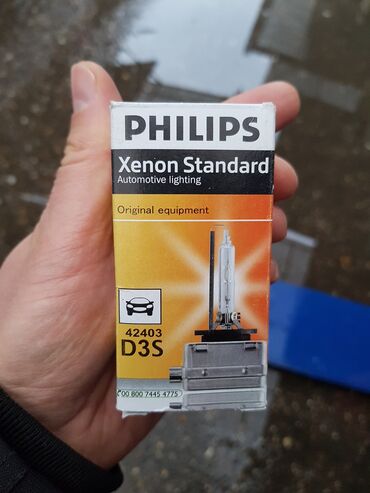 PHILIPS
Xenon Standard
Automotive lighting
Original equipment
42403
D3S
00 800 7445 4775